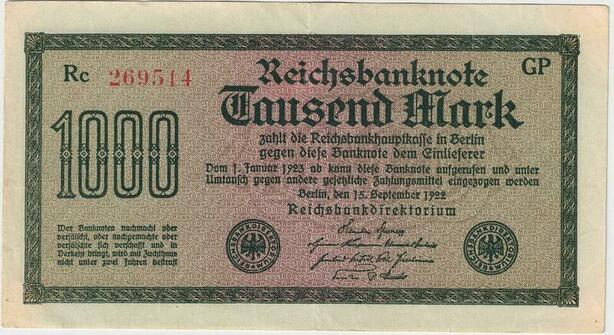 Rc 269514
GP
Reichsbanknote
Tausend Mark
1000
zahlt die Reichsbankhauptkasse in Berlin
gegen diese Banknote dem Einlieferer
Vom 1. Januar 1923 ab kann diese Banknote aufgerufen und unter
Umtausch gegen andere gesetzliche Zahlungsmittel eingezogen werden
Berlin, den 15. September 1922
Reichsbankdirektorium
Wer Banknoten nachmacht oder
verfälscht, oder nachgemachte oder
verfälschte sich verschafft und in
Verkehr bringt, wird mit Zuchthaus
nicht unter zwei Jahren bestraft